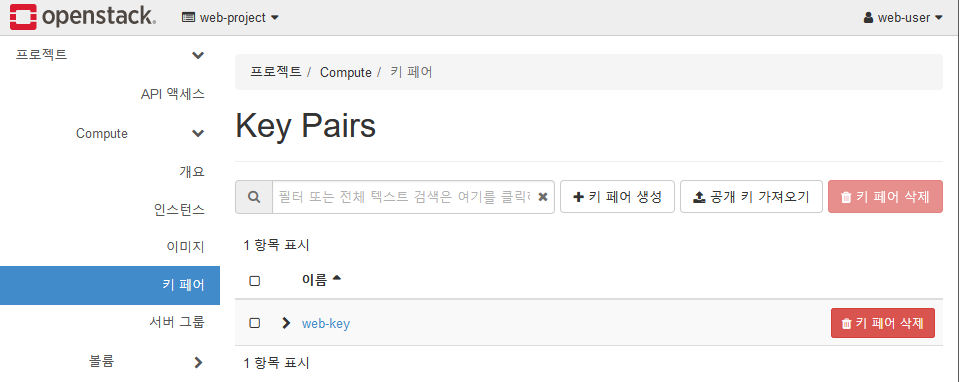 openstack. web-project web-user
프로젝트
API 액세스
Compute
개요
인스턴스
이미지
키 페어
서버 그룹
볼륨
프로젝트 / Compute / 키 페어
Key Pairs
필터 또는 전체 텍스트 검색은 여기를 클릭하 키 페어 생성 공개 키 가져오기 키 페어 삭제
1 항목 표시
이름
web-key 키 페어 삭제
1 항목 표시